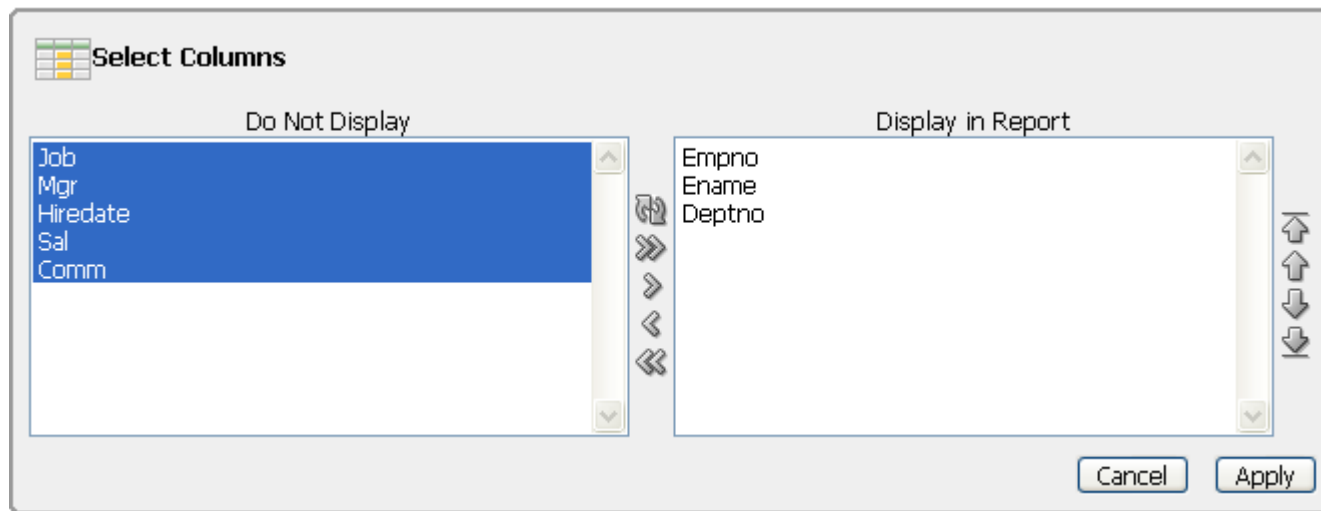 Select Columns
Do Not Display
Job
Mgr
Hiredate
Sal
Comm
Display in Report
Empno
Ename
Deptno
Cancel
Apply